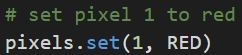 # set pixel 1 to red
pixels.set(1, RED)